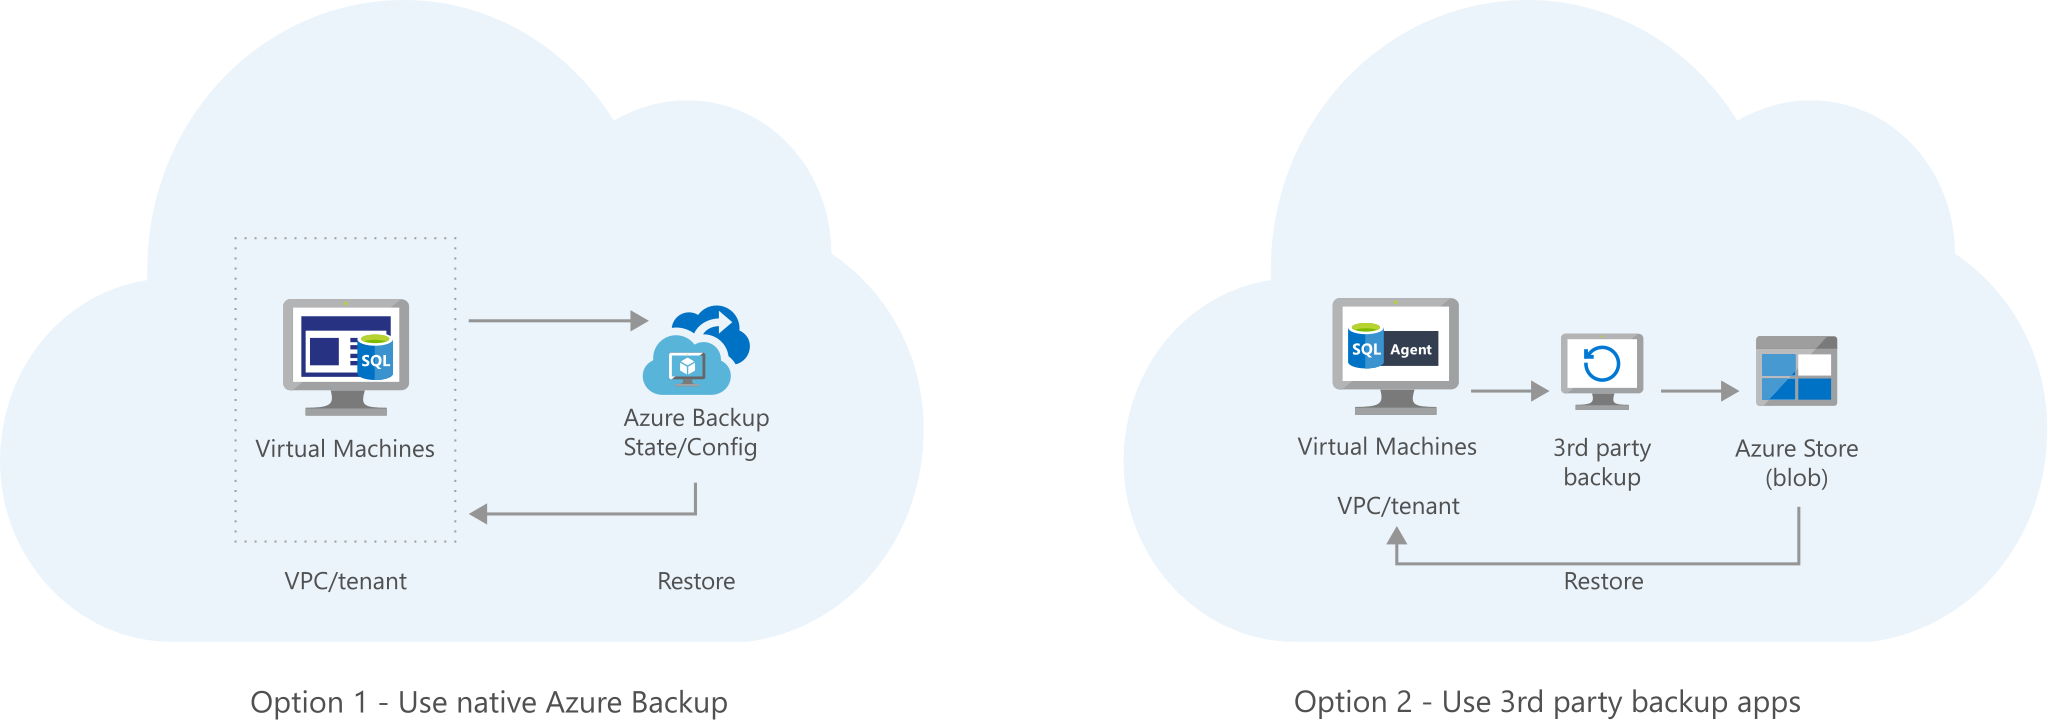 SQL
Virtual Machines
VPC/tenant
Azure Backup
State/Config
Restore
Option 1 - Use native Azure Backup
SQL Agent
Virtual Machines
VPC/tenant
3rd party
backup
Azure Store
(blob)
Restore
Option 2 - Use 3rd party backup apps